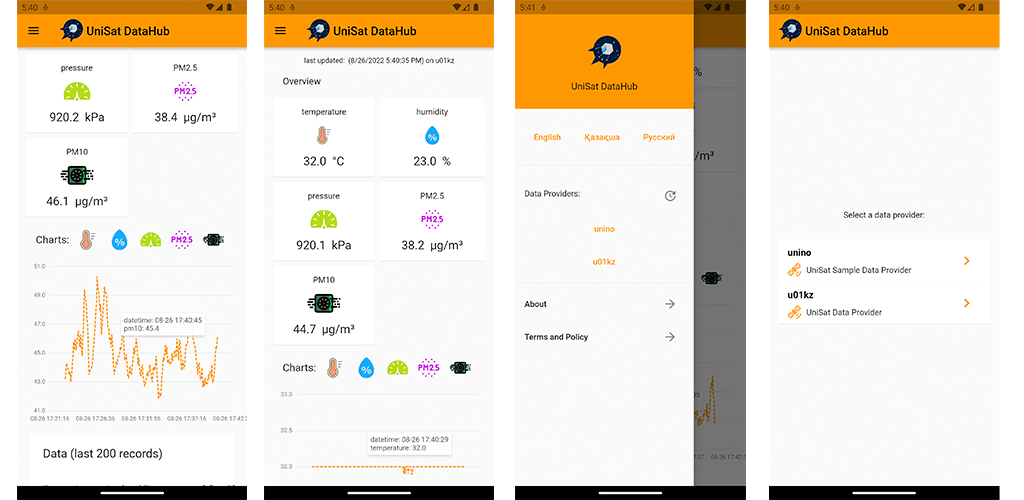 5:40
UniSat DataHub
pressure
PM2.5
PM2.5
920.2 kPa
38.4 µg/m³
PM10
46.1 µg/m³
Charts:
%
PM2.5
51.0
49.0
47.0
45.0
43.0
41.0
datetime: 08-26 17:40:45
pm10: 45.4
08-26 17:21:16
08-26 17:26:36
08-26 17:31:56
08-26 17:37:16
08-26 17:42:
Data (last 200 records)
5:40
UniSat DataHub
last updated: (8/26/2022 5:40:35 PM) on u01kz
Overview
temperature
humidity
%
32.0 °C
23.0 %
pressure
PM2.5
PM2.5
920.1 kPa
38.2 µg/m³
PM10
44.7 µg/m³
Charts:
%
PM2.5
33.0
32.5
32.0
datetime: 08-26 17:40:29
temperature: 32.0
5:41
UniSat DataHub
English
Қазақша
Русский
Data Providers:
unino
u01kz
About
Terms and Policy
%
/m³
08-26 17:42:5
5:40
UniSat DataHub
Select a data provider:
unino
UniSat Sample Data Provider
u01kz
UniSat Data Provider